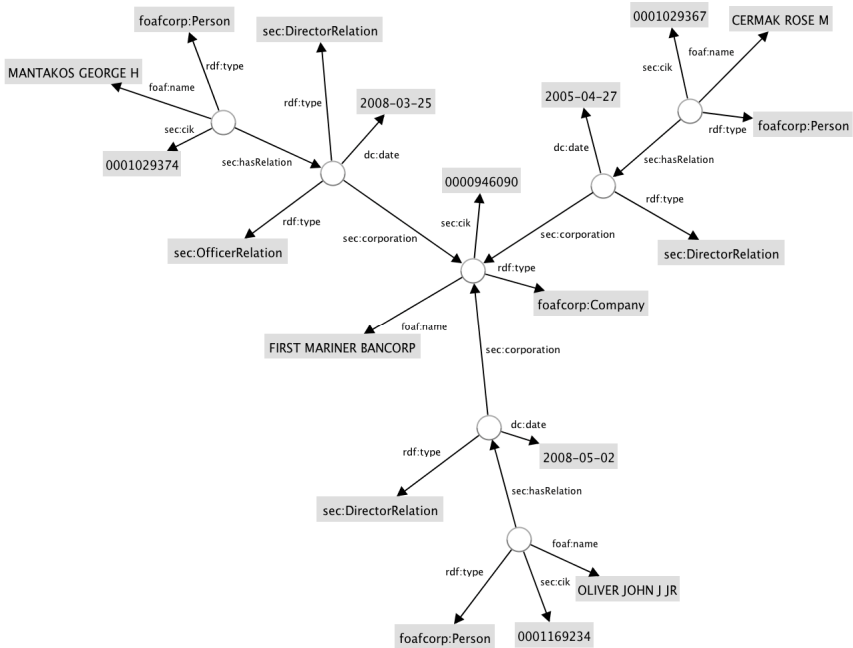 foafcorp:Person
sec:DirectorRelation
0001029367
CERMAK ROSE M
foaf:name
MANTAKOS GEORGE H
rdf:type
foaf:name
sec:cik
2008-03-25
2005-04-27
rdf:type
sec:cik
rdf:type
foafcorp:Person
0001029374
sec:hasRelation
dc:date
dc:date
sec:hasRelation
0000946090
rdf:type
rdf:type
sec:cik
sec:OfficerRelation
sec:corporation
sec:corporation
sec:DirectorRelation
rdf:type
foafcorp:Company
foaf:name
FIRST MARINER BANCORP
sec:corporation
dc:date
rdf:type
2008-05-02
sec:hasRelation
sec:DirectorRelation
foaf:name
rdf:type
sec:cik
OLIVER JOHN J JR
foafcorp:Person
0001169234